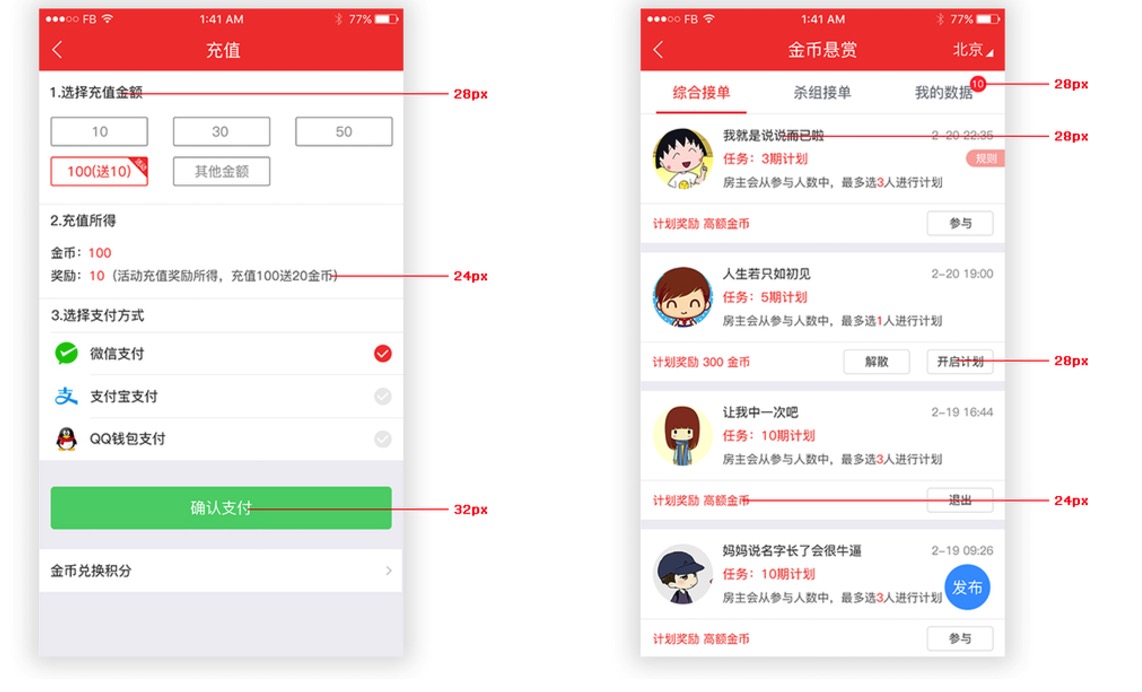 FB
1:41 AM
77%
充值
1.选择充值金额
28px
10
30
50
100(送10)
其他金额
2.充值所得
金币：100
奖励：10（活动充值奖励所得，充值100送20金币）
24px
3.选择支付方式
微信支付
支付宝支付
QQ钱包支付
确认支付
32px
金币兑换积分
FB
1:41 AM
77%
金币悬赏
北京
综合接单
杀组接单
我的数据
10
28px
我就是说说而已啦
2-20 22:35
28px
任务：3期计划
规则
房主会从参与人数中，最多选3人进行计划
计划奖励 高额金币
参与
人生若只如初见
2-20 19:00
任务：5期计划
房主会从参与人数中，最多选1人进行计划
计划奖励 300 金币
解散
开启计划
28px
让我中一次吧
2-19 16:44
任务：10期计划
房主会从参与人数中，最多选3人进行计划
计划奖励 高额金币
退出
24px
妈妈说名字长了会很牛逼
2-19 09:26
任务：10期计划
发布
房主会从参与人数中，最多选3人进行计划
计划奖励 高额金币
参与